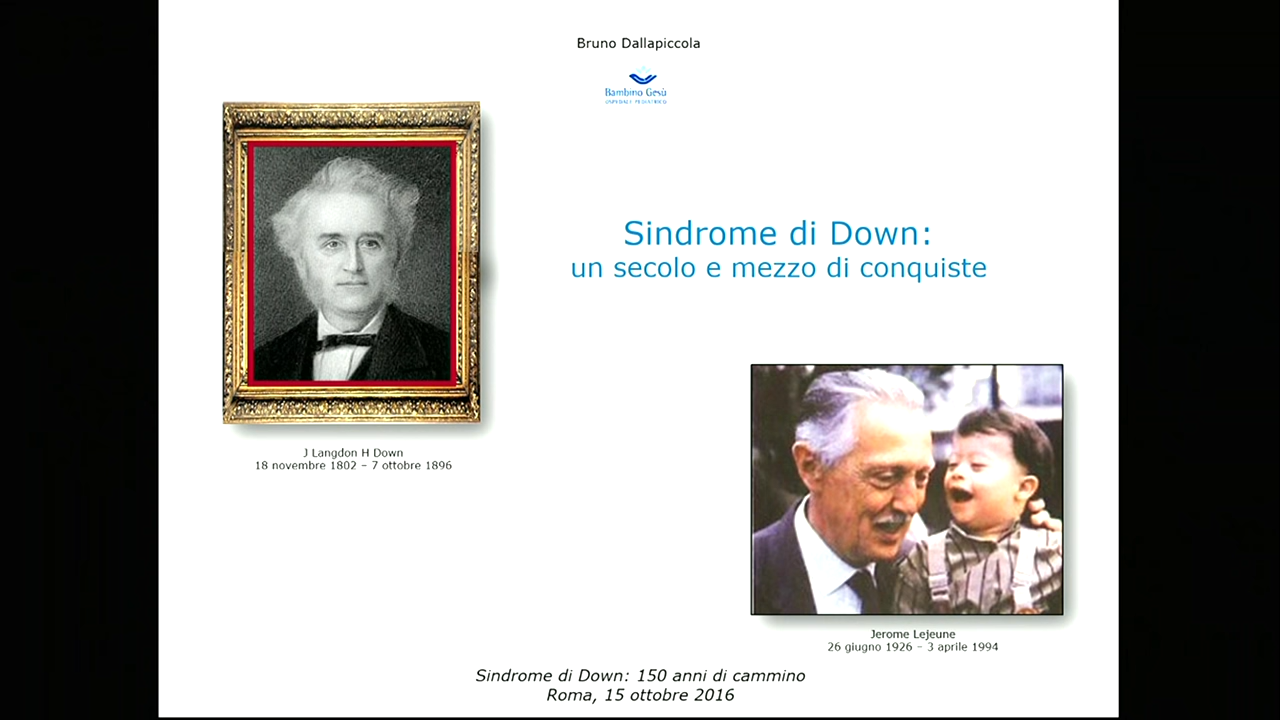 Bruno Dallapiccola
Bambino Gesù
OSPEDALE PEDIATRICO
Sindrome di Down:
un secolo e mezzo di conquiste
J Langdon H Down
18 novembre 1802 – 7 ottobre 1896
Jerome Lejeune
26 giugno 1926 – 3 aprile 1994
Sindrome di Down: 150 anni di cammino
Roma, 15 ottobre 2016